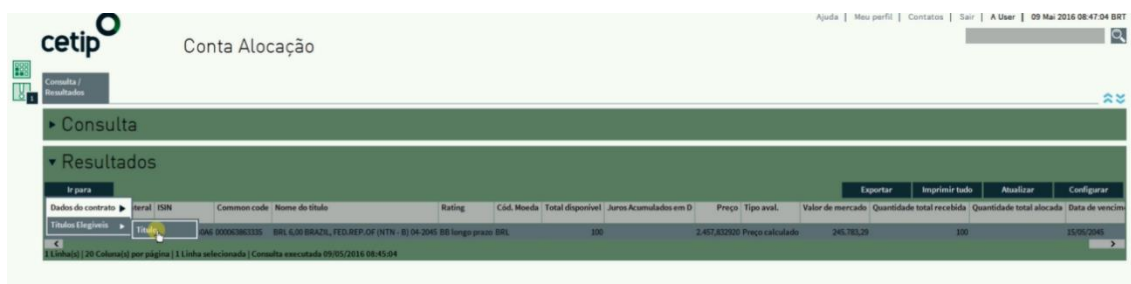 Ajuda | Meu perfil | Contatos | Sair | A User | 09 Mai 2016 08:47:04 BRT
cetip
Conta Alocação
Consulta /
Resultados
1
Consulta
Resultados
Ir para
Exportar Imprimir tudo Atualizar Configurar
Dados do contrato teral ISIN Common code Nome do título Rating Cód. Moeda Total disponível Juros Acumulados em D Preço Tipo aval. Valor de mercado Quantidade total recebida Quantidade total alocada Data de vencim
Títulos Elegíveis Título 0A6 000063863335 BRL 6,00 BRAZIL, FED.REP.OF (NTN - B) 04-2045 BB longo prazo BRL 100 2.457,832920 Preço calculado 245.783,29 100 15/05/2045
1 Linha(s) | 20 Coluna(s) por página | 1 Linha selecionada | Consulta executada 09/05/2016 08:45:04